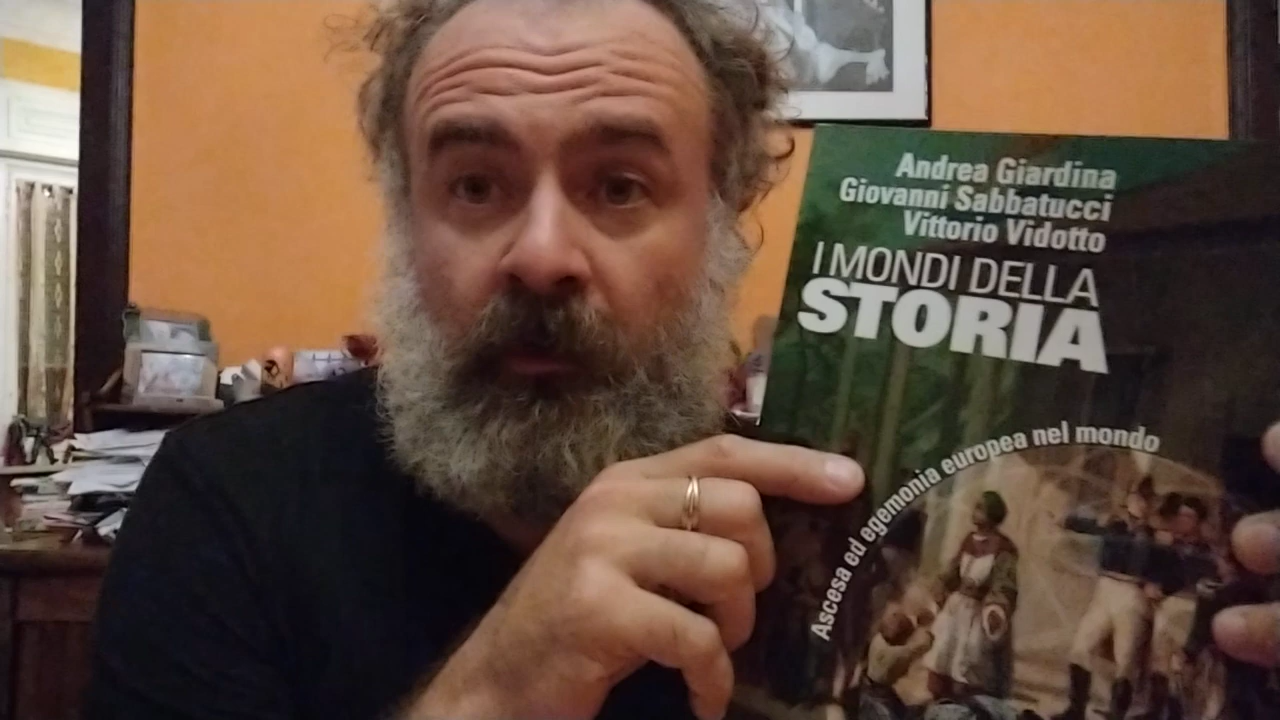 Andrea Giardina
Giovanni Sabbatucci
Vittorio Vidotto
I MONDI DELLA
STORIA
Ascesa ed egemonia europea nel mondo